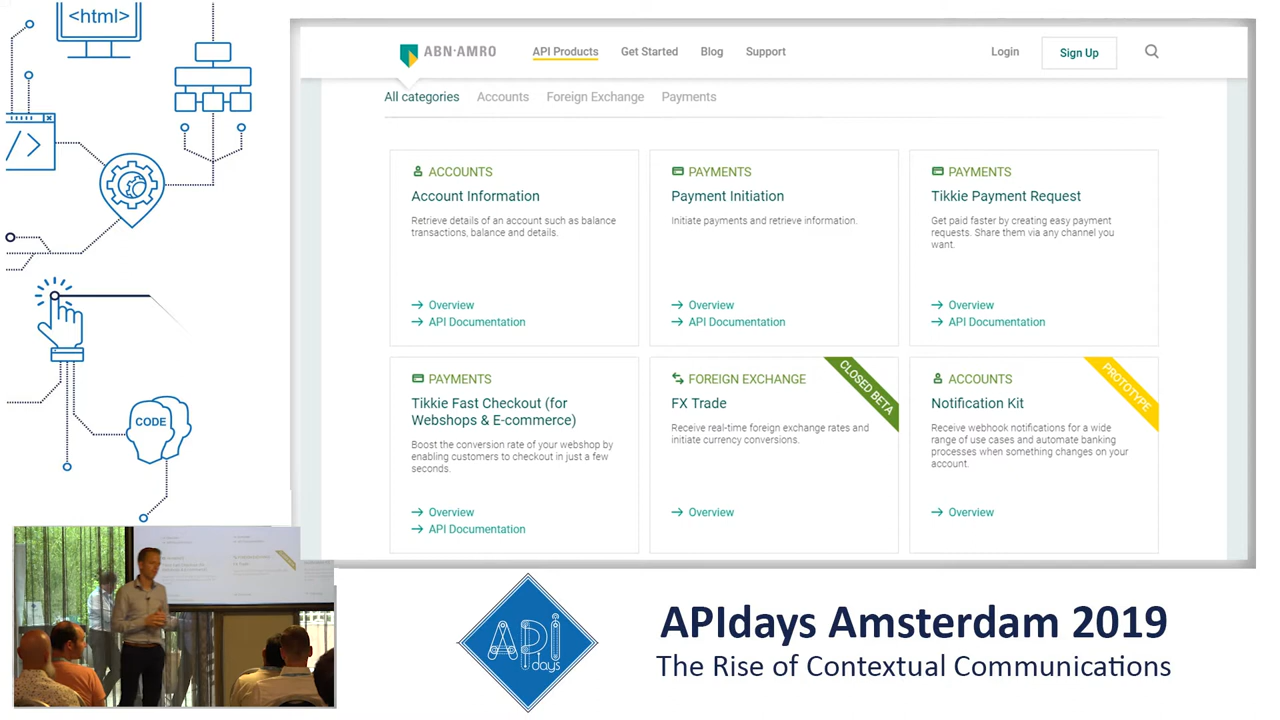 <html>
ABN·AMRO
API Products
Get Started
Blog
Support
Login
Sign Up
All categories
Accounts
Foreign Exchange
Payments
ACCOUNTS
Account Information
Retrieve details of an account such as balance
transactions, balance and details.
Overview
API Documentation
PAYMENTS
Payment Initiation
Initiate payments and retrieve information.
Overview
API Documentation
PAYMENTS
Tikkie Payment Request
Get paid faster by creating easy payment
requests. Share them via any channel you
want.
Overview
API Documentation
PAYMENTS
Tikkie Fast Checkout (for
Webshops & E-commerce)
Boost the conversion rate of your webshop by
enabling customers to checkout in just a few
seconds.
Overview
API Documentation
CLOSED BETA
FOREIGN EXCHANGE
FX Trade
Receive real-time foreign exchange rates and
initiate currency conversions.
Overview
PROTOTYPE
ACCOUNTS
Notification Kit
Receive webhook notifications for a wide
range of use cases and automate banking
processes when something changes on your
account.
Overview
/>
CODE
API
days
APIdays Amsterdam 2019
The Rise of Contextual Communications